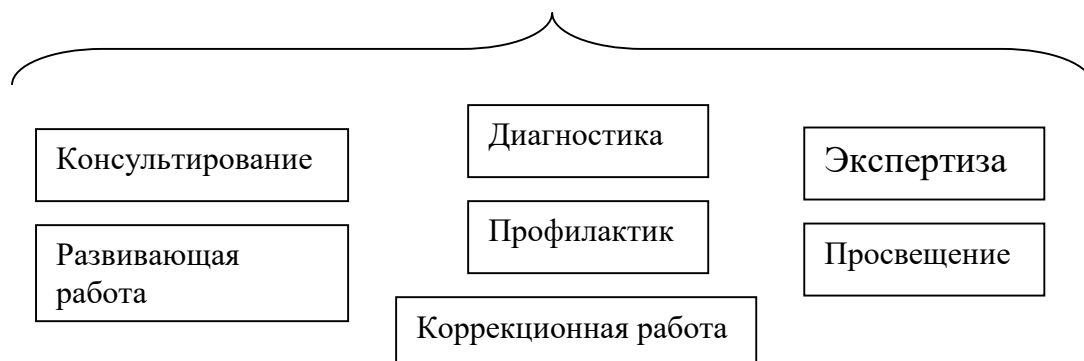 Консультирование
Диагностика
Экспертиза
Развивающая
работа
Профилактик
Просвещение
Коррекционная работа